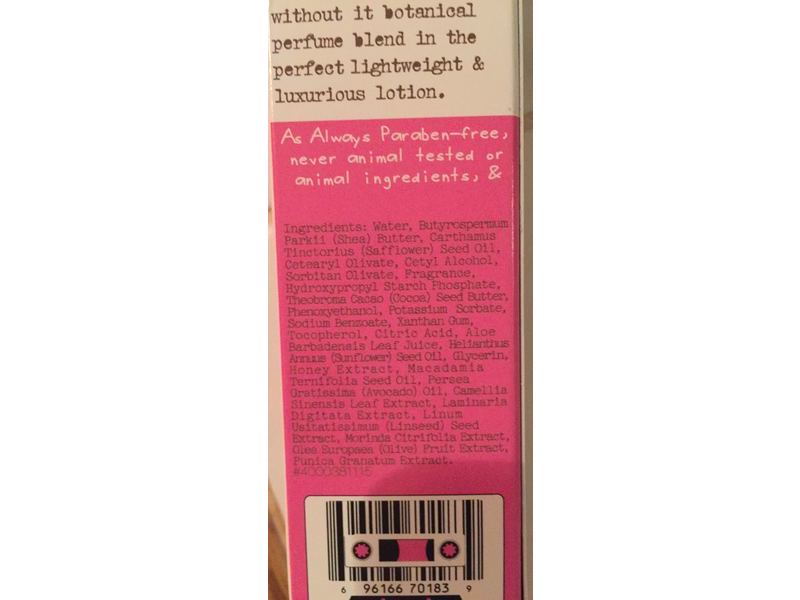 without it botanical
perfume blend in the
perfect lightweight &
luxurious lotion.
As Always Paraben-free,
never animal tested or
animal ingredients, &
Ingredients: Water, Butyrospermum
Parkii (Shea) Butter, Carthamus
Tinctorius (Safflower) Seed Oil,
Cetearyl Olivate, Cetyl Alcohol,
Sorbitan Olivate, Fragrance,
Hydroxypropyl Starch Phosphate,
Theobroma Cacao (Cocoa) Seed Butter,
Phenoxyethanol, Potassium Sorbate,
Sodium Benzoate, Xanthan Gum,
Tocopherol, Citric Acid, Aloe
Barbadensis Leaf Juice, Helianthus
Annuus (Sunflower) Seed Oil, Glycerin,
Honey Extract, Macadamia
Ternifolia Seed Oil, Persea
Gratissima (Avocado) Oil, Camellia
Sinensis Leaf Extract, Laminaria
Digitata Extract, Linum
Usitatissimum (Linseed) Seed
Extract, Morinda Citrifolia Extract,
Olea Europaea (Olive) Fruit Extract,
Punica Granatum Extract.
#4000381115
6 96166 70183 9